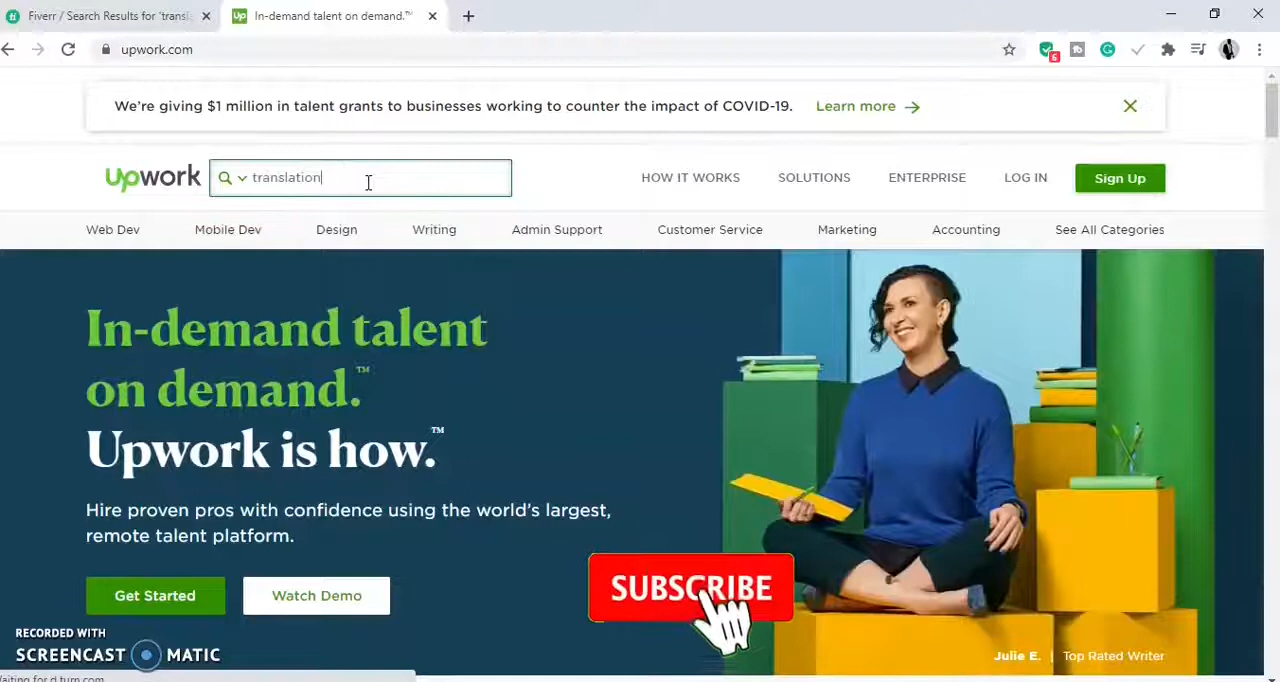 Fiverr / Search Results for 'transl
In-demand talent on demand.™
upwork.com
5
We're giving $1 million in talent grants to businesses working to counter the impact of COVID-19.
Learn more →
upwork
translation
HOW IT WORKS
SOLUTIONS
ENTERPRISE
LOG IN
Sign Up
Web Dev
Mobile Dev
Design
Writing
Admin Support
Customer Service
Marketing
Accounting
See All Categories
In-demand talent
on demand.™
Upwork is how.™
Hire proven pros with confidence using the world's largest,
remote talent platform.
Get Started
Watch Demo
SUBSCRIBE
RECORDED WITH
SCREENCAST MATIC
Julie E. | Top Rated Writer